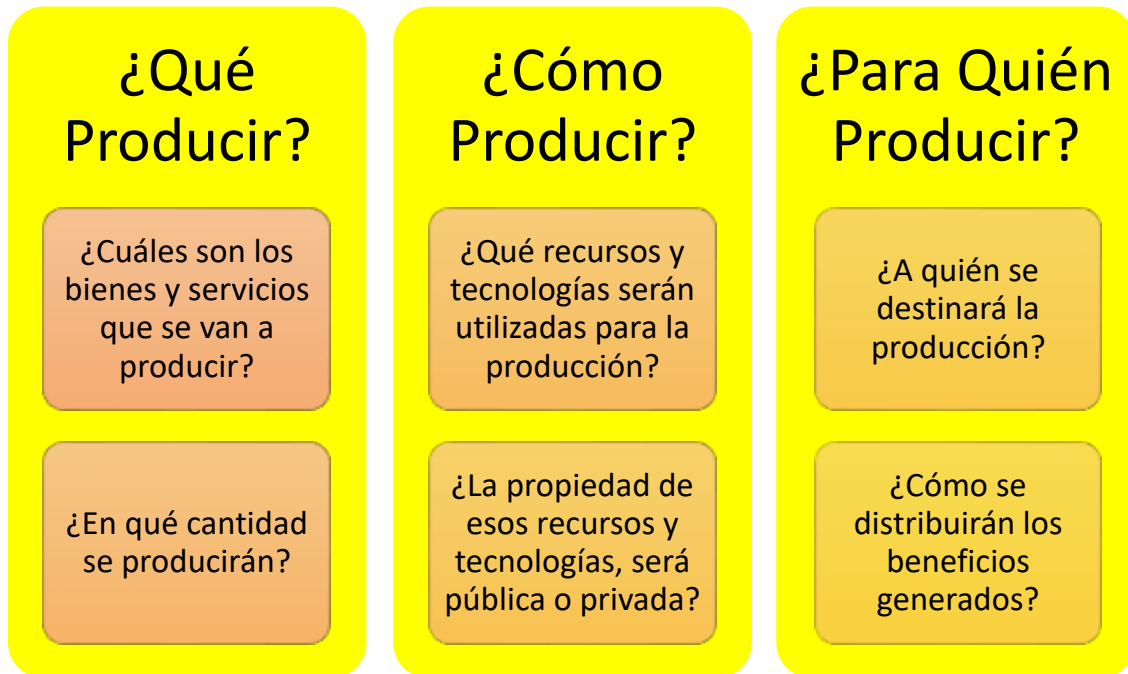 ¿Qué
Producir?
¿Cuáles son los
bienes y servicios
que se van a
producir?
¿En qué cantidad
se producirán?
¿Cómo
Producir?
¿Qué recursos y
tecnologías serán
utilizadas para la
producción?
¿La propiedad de
esos recursos y
tecnologías, será
pública o privada?
¿Para Quién
Producir?
¿A quién se
destinará la
producción?
¿Cómo se
distribuirán los
beneficios
generados?